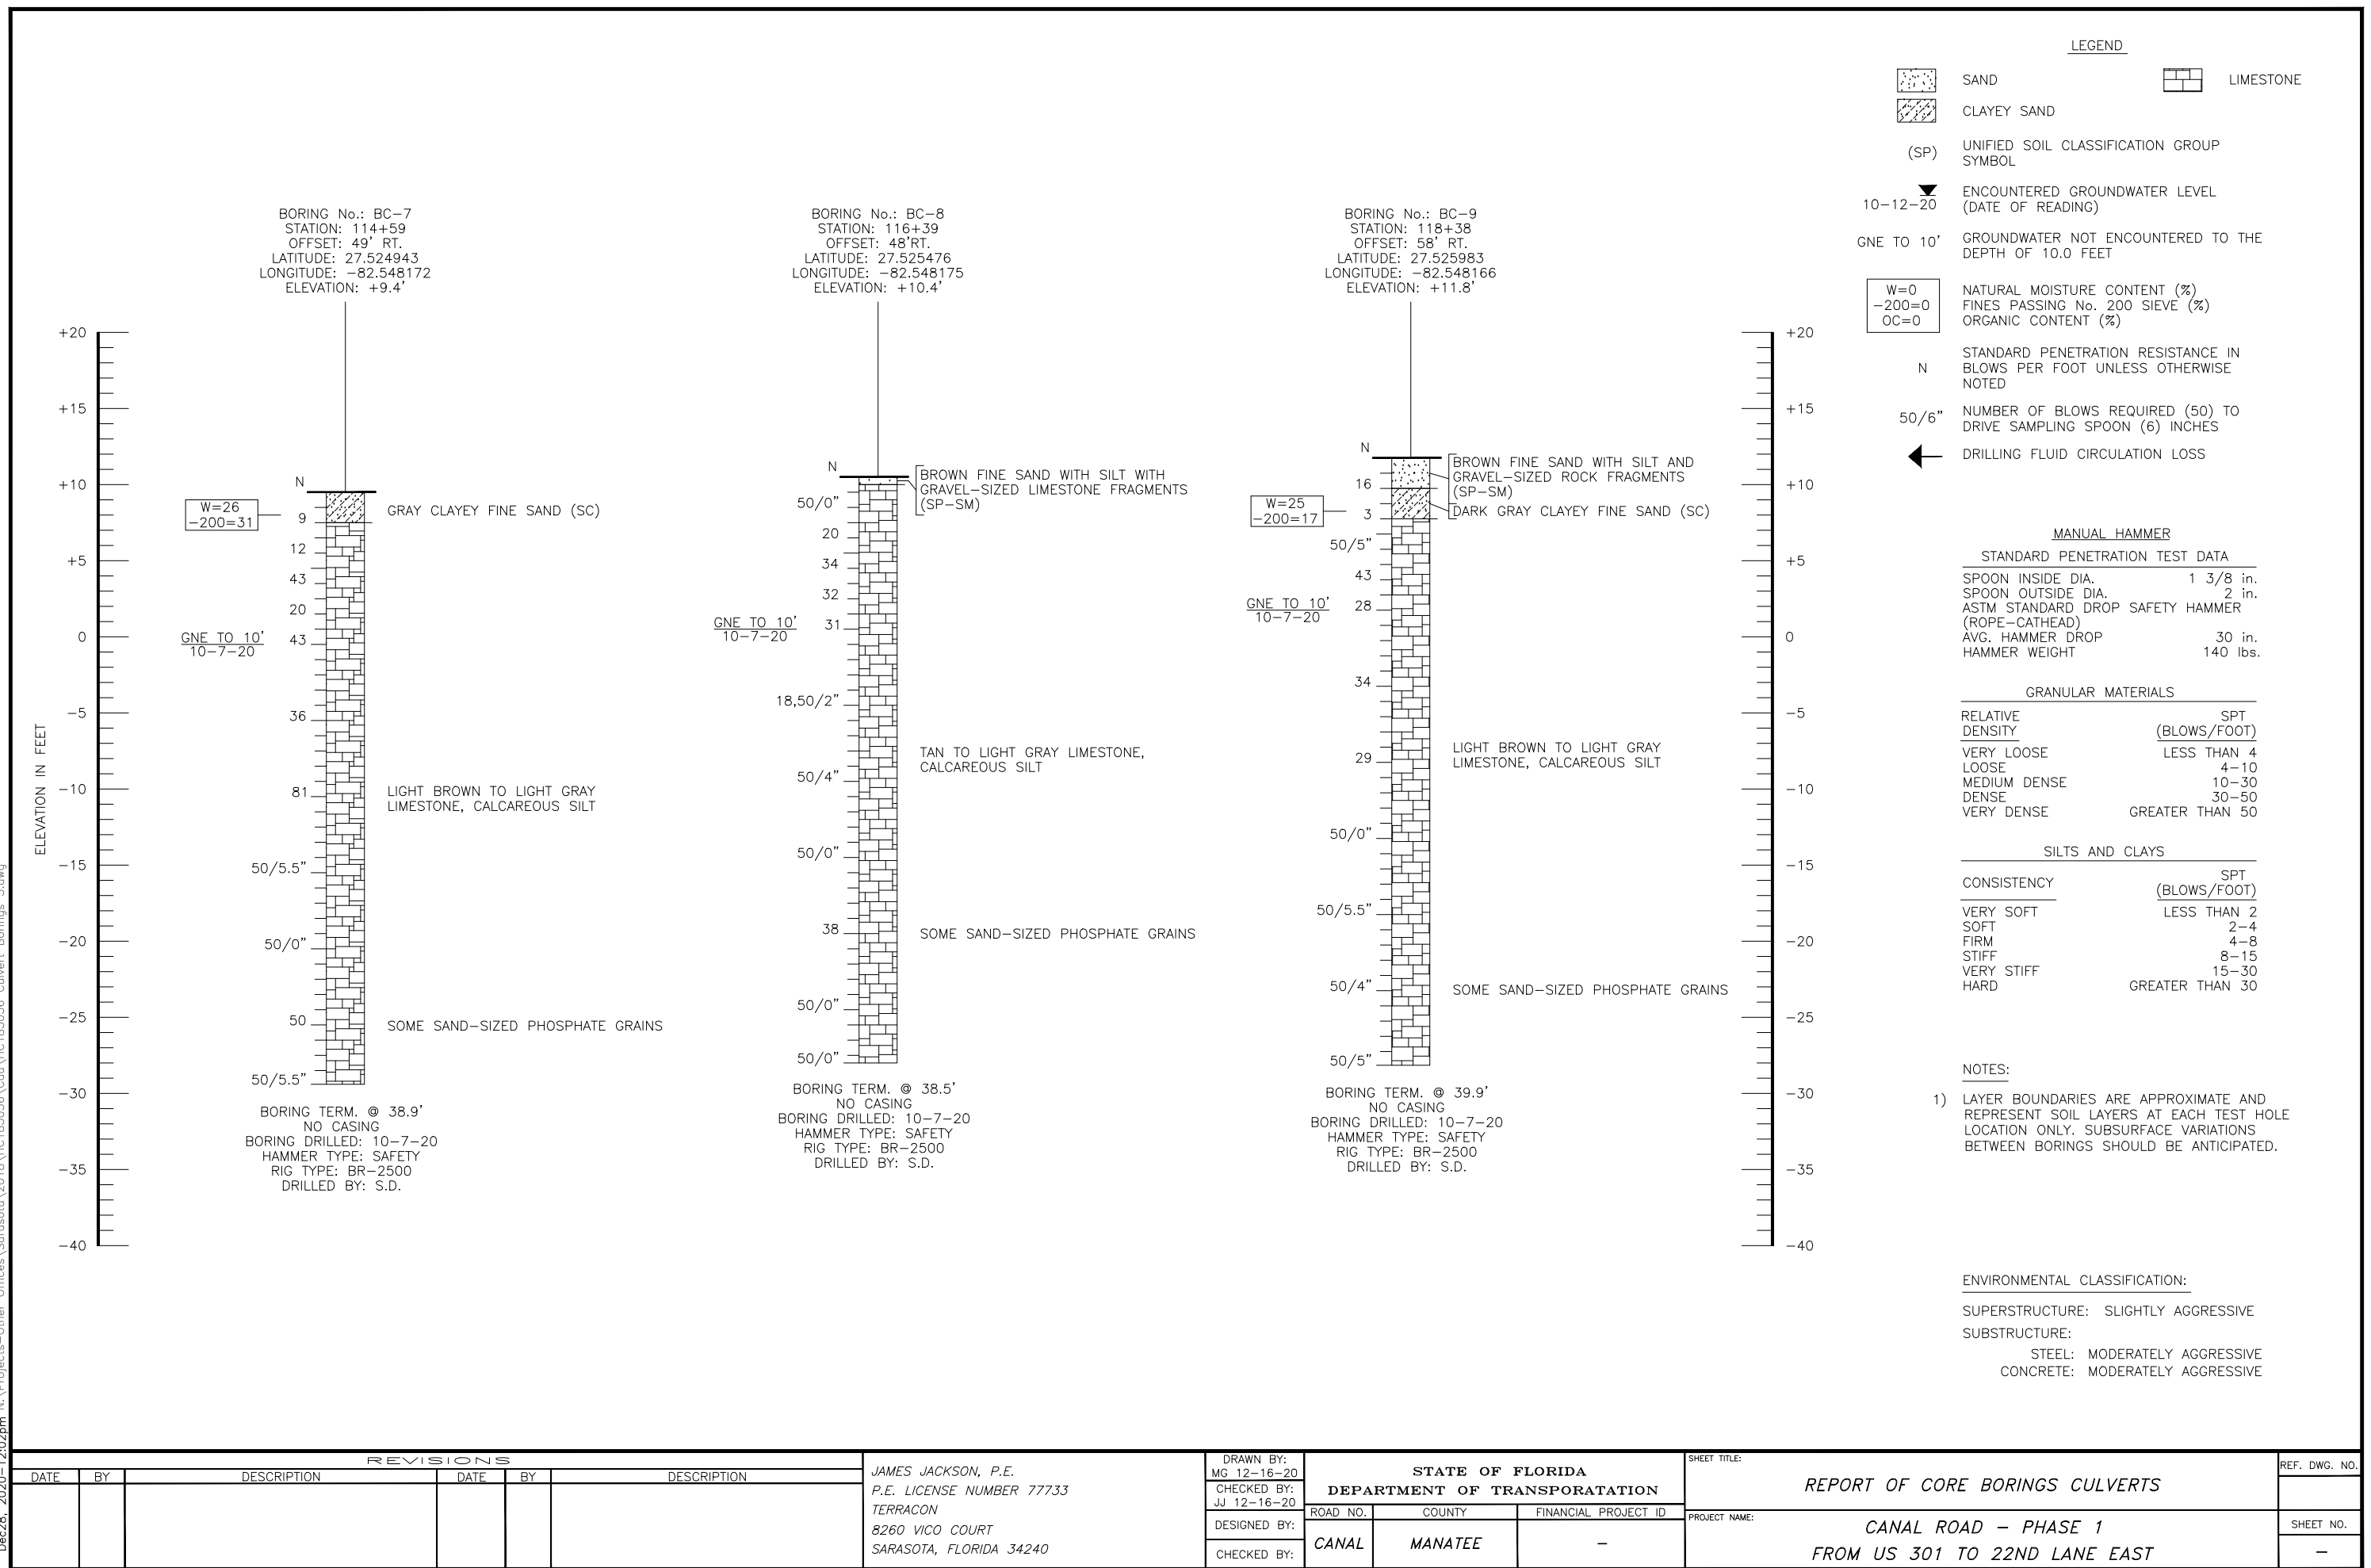 LEGEND
SAND
LIMESTONE
CLAYEY SAND
(SP)
UNIFIED SOIL CLASSIFICATION GROUP
SYMBOL
10-12-20
ENCOUNTERED GROUNDWATER LEVEL
(DATE OF READING)
GNE TO 10'
GROUNDWATER NOT ENCOUNTERED TO THE
DEPTH OF 10.0 FEET
W=0
-200=0
OC=0
NATURAL MOISTURE CONTENT (%)
FINES PASSING No. 200 SIEVE (%)
ORGANIC CONTENT (%)
N
STANDARD PENETRATION RESISTANCE IN
BLOWS PER FOOT UNLESS OTHERWISE
NOTED
50/6"
NUMBER OF BLOWS REQUIRED (50) TO
DRIVE SAMPLING SPOON (6) INCHES
DRILLING FLUID CIRCULATION LOSS
BORING No.: BC-7
STATION: 114+59
OFFSET: 49' RT.
LATITUDE: 27.524943
LONGITUDE: -82.548172
ELEVATION: +9.4'
BORING No.: BC-8
STATION: 116+39
OFFSET: 48'RT.
LATITUDE: 27.525476
LONGITUDE: -82.548175
ELEVATION: +10.4'
BORING No.: BC-9
STATION: 118+38
OFFSET: 58' RT.
LATITUDE: 27.525983
LONGITUDE: -82.548166
ELEVATION: +11.8'
ELEVATION IN FEET
+20
+15
+10
+5
0
-5
-10
-15
-20
-25
-30
-35
-40
N
W=26
-200=31
9
GRAY CLAYEY FINE SAND (SC)
12
43
20
GNE TO 10'
10-7-20
43
36
81
LIGHT BROWN TO LIGHT GRAY
LIMESTONE, CALCAREOUS SILT
50/5.5"
50/0"
50
SOME SAND-SIZED PHOSPHATE GRAINS
50/5.5"
BORING TERM. @ 38.9'
NO CASING
BORING DRILLED: 10-7-20
HAMMER TYPE: SAFETY
RIG TYPE: BR-2500
DRILLED BY: S.D.
N
BROWN FINE SAND WITH SILT WITH
GRAVEL-SIZED LIMESTONE FRAGMENTS
(SP-SM)
50/0"
20
34
32
GNE TO 10'
10-7-20
31
18,50/2"
TAN TO LIGHT GRAY LIMESTONE,
CALCAREOUS SILT
50/4"
50/0"
38
SOME SAND-SIZED PHOSPHATE GRAINS
50/0"
50/0"
BORING TERM. @ 38.5'
NO CASING
BORING DRILLED: 10-7-20
HAMMER TYPE: SAFETY
RIG TYPE: BR-2500
DRILLED BY: S.D.
N
BROWN FINE SAND WITH SILT AND
GRAVEL-SIZED ROCK FRAGMENTS
(SP-SM)
16
W=25
-200=17
3
DARK GRAY CLAYEY FINE SAND (SC)
50/5"
43
GNE TO 10'
10-7-20
28
34
29
LIGHT BROWN TO LIGHT GRAY
LIMESTONE, CALCAREOUS SILT
50/0"
50/5.5"
50/4"
SOME SAND-SIZED PHOSPHATE GRAINS
50/5"
BORING TERM. @ 39.9'
NO CASING
BORING DRILLED: 10-7-20
HAMMER TYPE: SAFETY
RIG TYPE: BR-2500
DRILLED BY: S.D.
+20
+15
+10
+5
0
-5
-10
-15
-20
-25
-30
-35
-40
MANUAL HAMMER
STANDARD PENETRATION TEST DATA
SPOON INSIDE DIA. 1 3/8 in.
SPOON OUTSIDE DIA. 2 in.
ASTM STANDARD DROP SAFETY HAMMER
(ROPE-CATHEAD)
AVG. HAMMER DROP 30 in.
HAMMER WEIGHT 140 lbs.
GRANULAR MATERIALS
RELATIVE SPT
DENSITY (BLOWS/FOOT)
VERY LOOSE LESS THAN 4
LOOSE 4-10
MEDIUM DENSE 10-30
DENSE 30-50
VERY DENSE GREATER THAN 50
SILTS AND CLAYS
CONSISTENCY SPT
(BLOWS/FOOT)
VERY SOFT LESS THAN 2
SOFT 2-4
FIRM 4-8
STIFF 8-15
VERY STIFF 15-30
HARD GREATER THAN 30
NOTES:
1) LAYER BOUNDARIES ARE APPROXIMATE AND
REPRESENT SOIL LAYERS AT EACH TEST HOLE
LOCATION ONLY. SUBSURFACE VARIATIONS
BETWEEN BORINGS SHOULD BE ANTICIPATED.
ENVIRONMENTAL CLASSIFICATION:
SUPERSTRUCTURE: SLIGHTLY AGGRESSIVE
SUBSTRUCTURE:
STEEL: MODERATELY AGGRESSIVE
CONCRETE: MODERATELY AGGRESSIVE
REVISIONS
DATE BY DESCRIPTION DATE BY DESCRIPTION
JAMES JACKSON, P.E.
P.E. LICENSE NUMBER 77733
TERRACON
8260 VICO COURT
SARASOTA, FLORIDA 34240
DRAWN BY:
MG 12-16-20
CHECKED BY:
JJ 12-16-20
DESIGNED BY:
CHECKED BY:
STATE OF FLORIDA
DEPARTMENT OF TRANSPORATATION
ROAD NO. COUNTY FINANCIAL PROJECT ID
CANAL MANATEE -
SHEET TITLE:
REPORT OF CORE BORINGS CULVERTS
PROJECT NAME:
CANAL ROAD - PHASE 1
FROM US 301 TO 22ND LANE EAST
REF. DWG. NO.
SHEET NO.
-